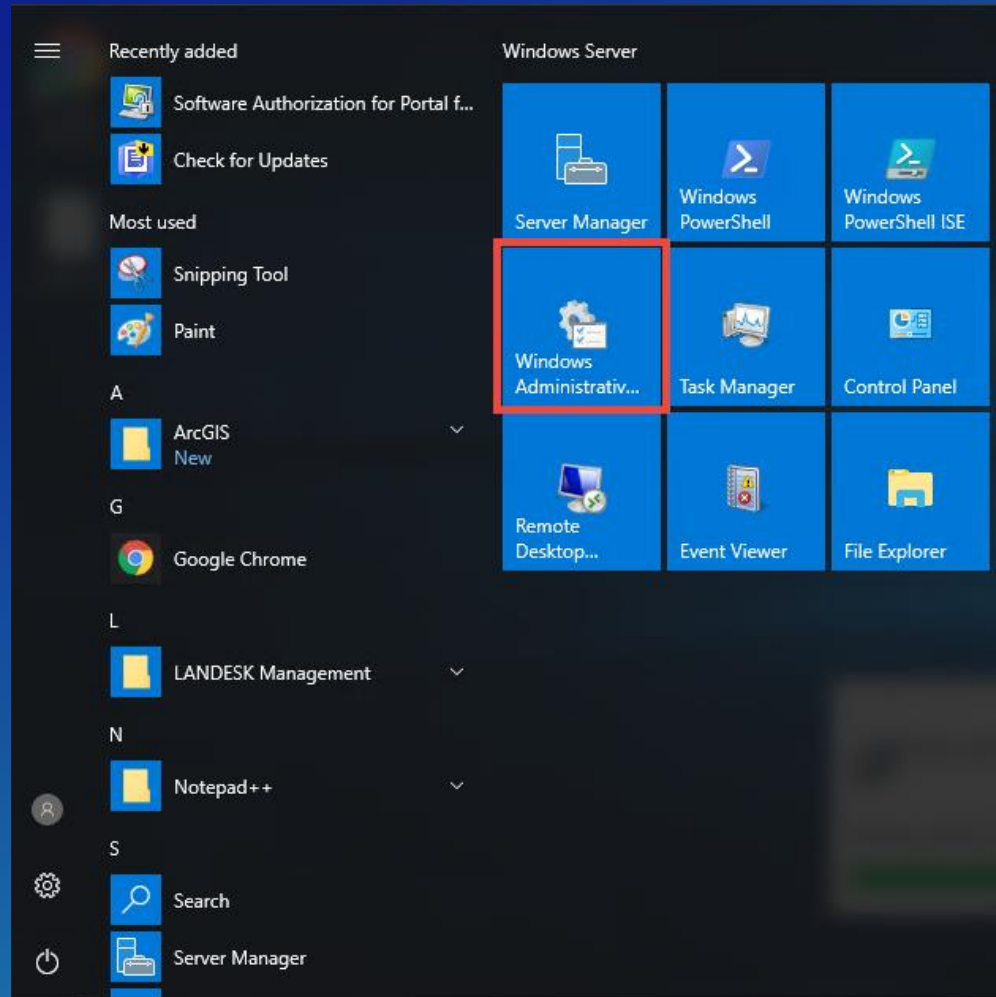 Recently added
Software Authorization for Portal f...
Check for Updates
Most used
Snipping Tool
Paint
A
ArcGIS
New
G
Google Chrome
L
LANDESK Management
N
Notepad++
S
Search
Server Manager
Windows Server
Server Manager
Windows
PowerShell
Windows
PowerShell ISE
Windows
Administrativ...
Task Manager
Control Panel
Remote
Desktop...
Event Viewer
File Explorer